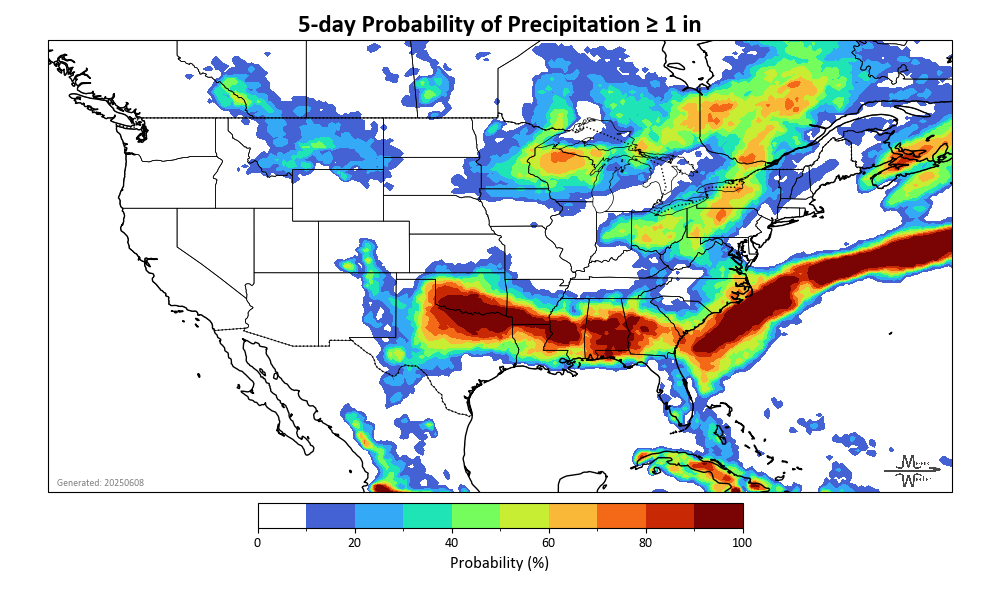 5-day Probability of Precipitation ≥ 1 in
Generated: 20250608
0 20 40 60 80 100
Probability (%)